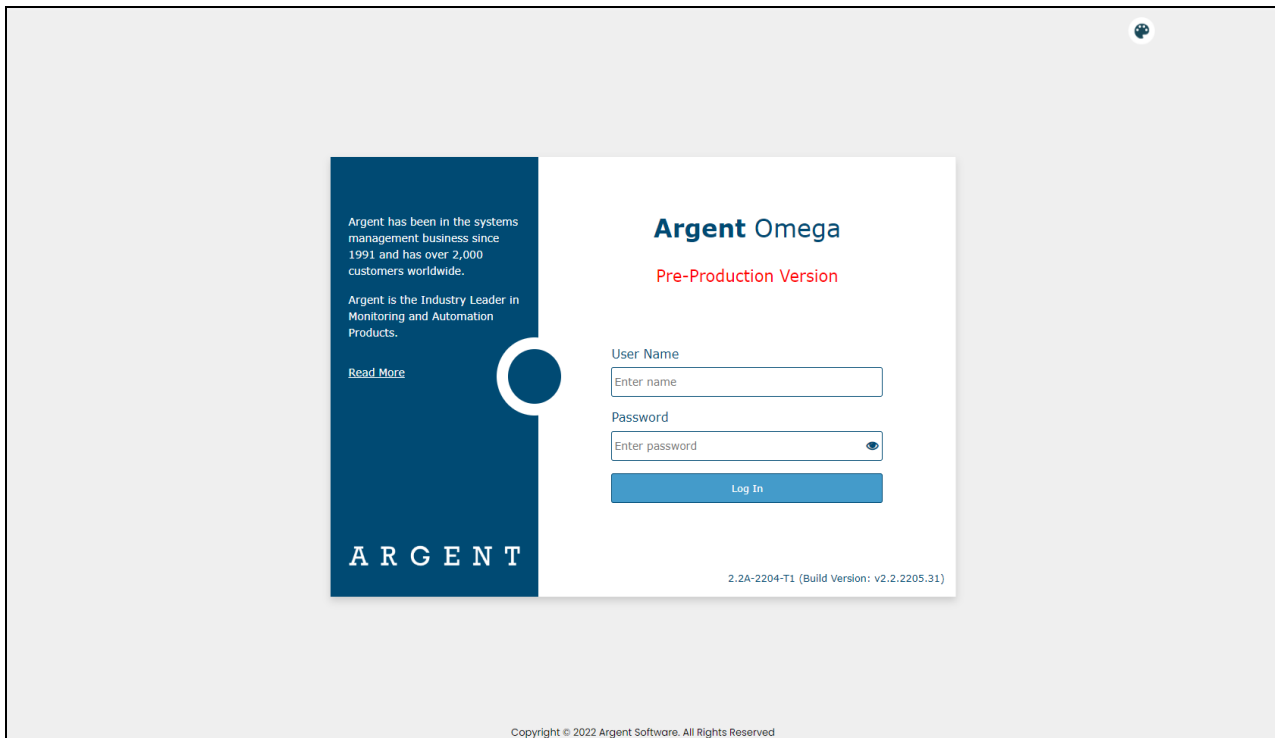 Argent has been in the systems
management business since
1991 and has over 2,000
customers worldwide.
Argent is the Industry Leader in
Monitoring and Automation
Products.
Read More
ARGENT
Argent Omega
Pre-Production Version
User Name
Enter name
Password
Enter password
Log In
2.2A-2204-T1 (Build Version: v2.2.2205.31)
Copyright © 2022 Argent Software. All Rights Reserved